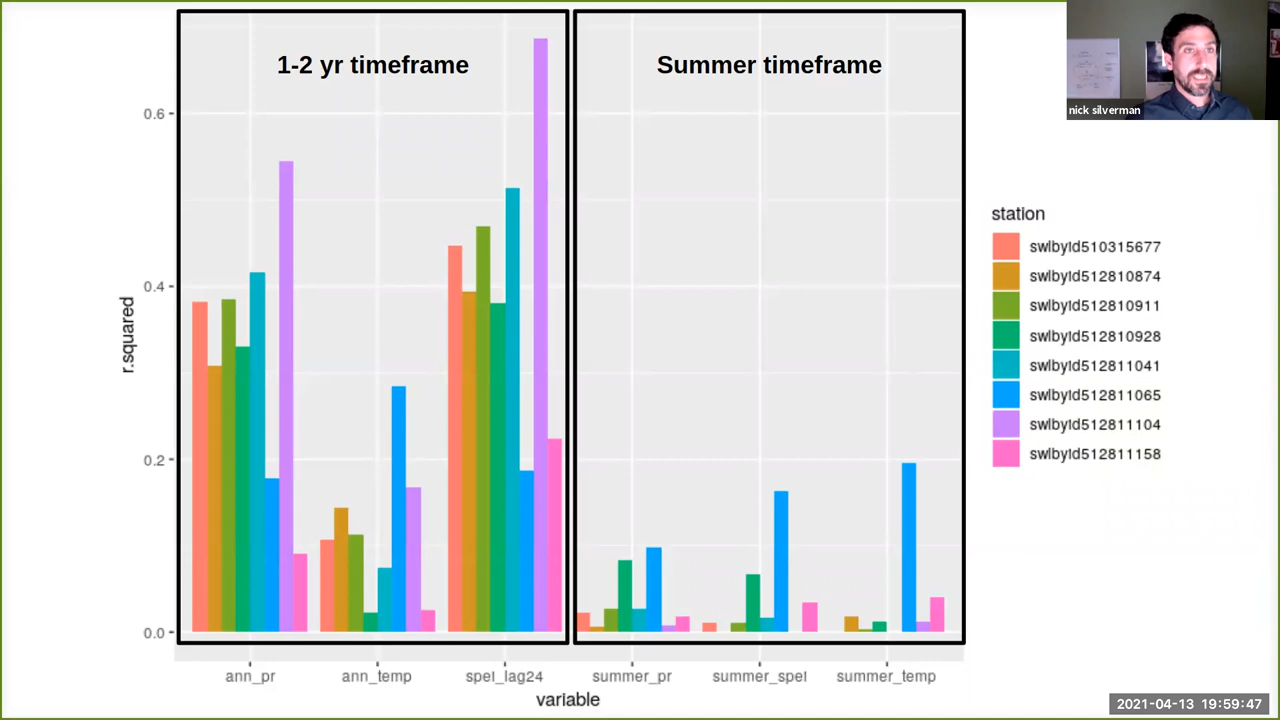 1-2 yr timeframe
Summer timeframe
nick silverman
0.6
0.4
0.2
0.0
r.squared
ann_pr
ann_temp
spei_lag24
summer_pr
summer_spei
summer_temp
variable
station
swlbyid510315677
swlbyid512810874
swlbyid512810911
swlbyid512810928
swlbyid512811041
swlbyid512811065
swlbyid512811104
swlbyid512811158
2021-04-13 19:59:47